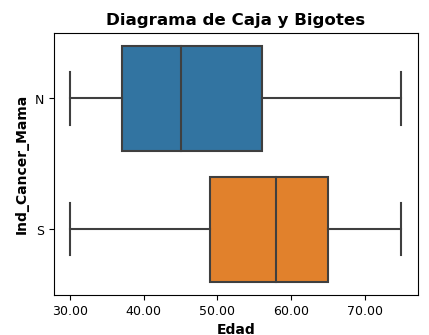 Diagrama de Caja y Bigotes
Ind_Cancer_Mama
N
S
30.00 40.00 50.00 60.00 70.00
Edad